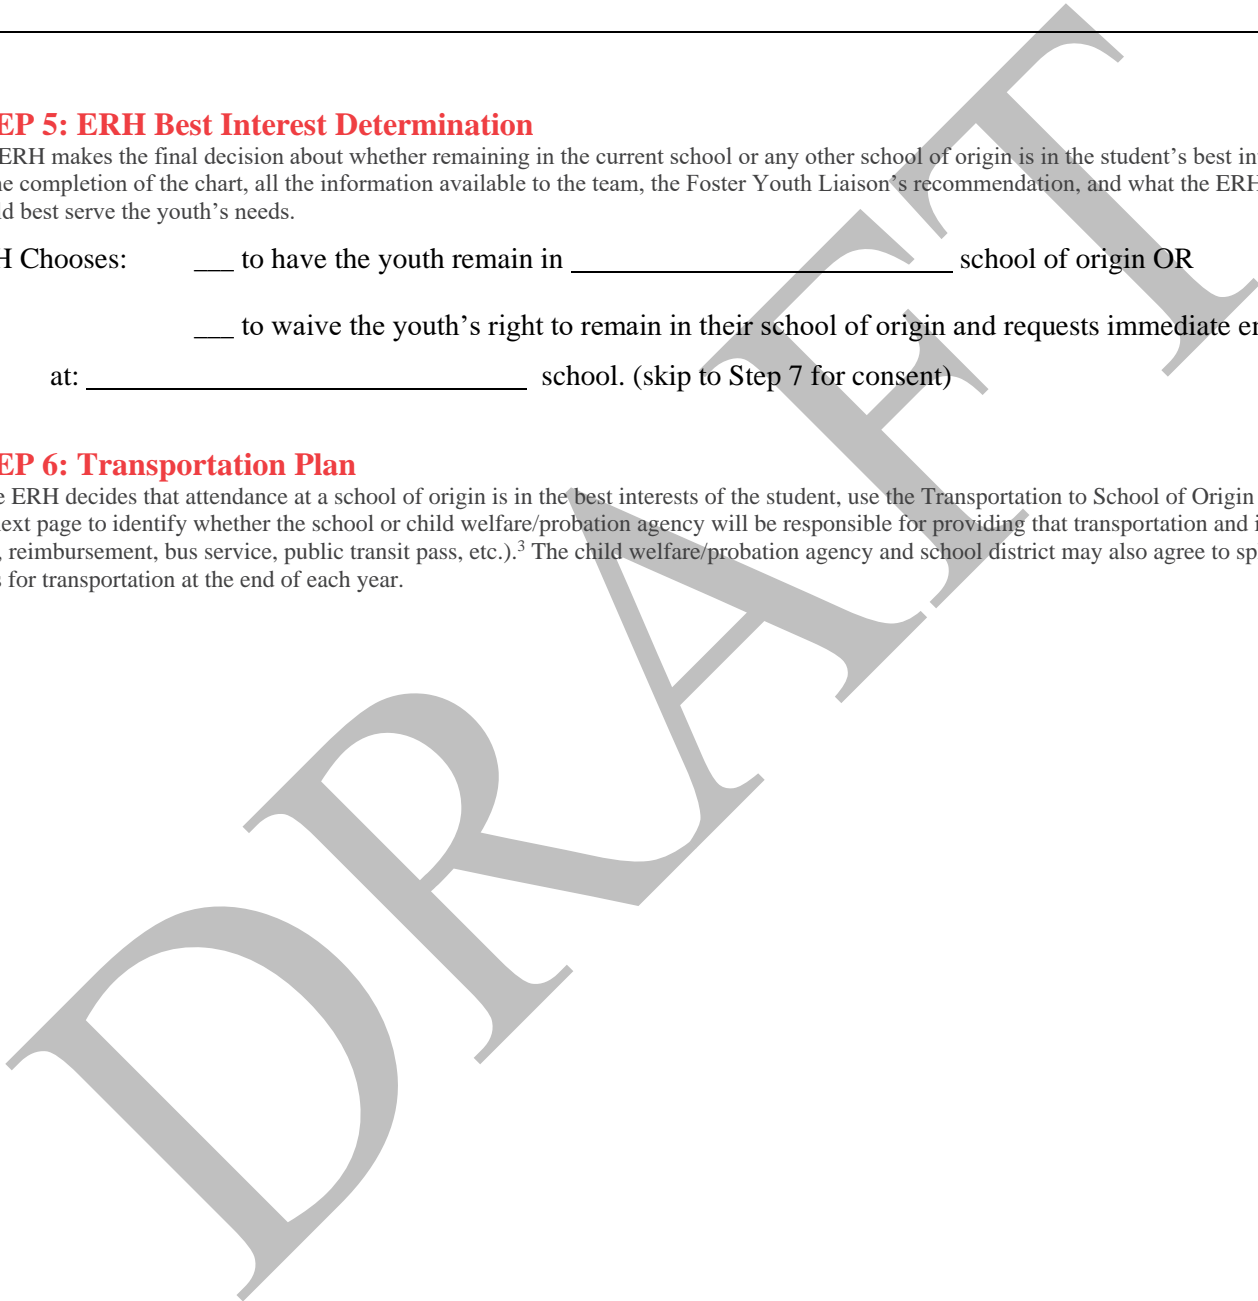 EP 5: ERH Best Interest Determination
ERH makes the final decision about whether remaining in the current school or any other school of origin is in the student’s best in
ne completion of the chart, all the information available to the team, the Foster Youth Liaison’s recommendation, and what the ERH
ld best serve the youth’s needs.
H Chooses: ___ to have the youth remain in ___________________________ school of origin OR
___ to waive the youth’s right to remain in their school of origin and requests immediate en
at: _______________________________ school. (skip to Step 7 for consent)
EP 6: Transportation Plan
e ERH decides that attendance at a school of origin is in the best interests of the student, use the Transportation to School of Origin
next page to identify whether the school or child welfare/probation agency will be responsible for providing that transportation and i
, reimbursement, bus service, public transit pass, etc.).³ The child welfare/probation agency and school district may also agree to sp
s for transportation at the end of each year.
DRAFT